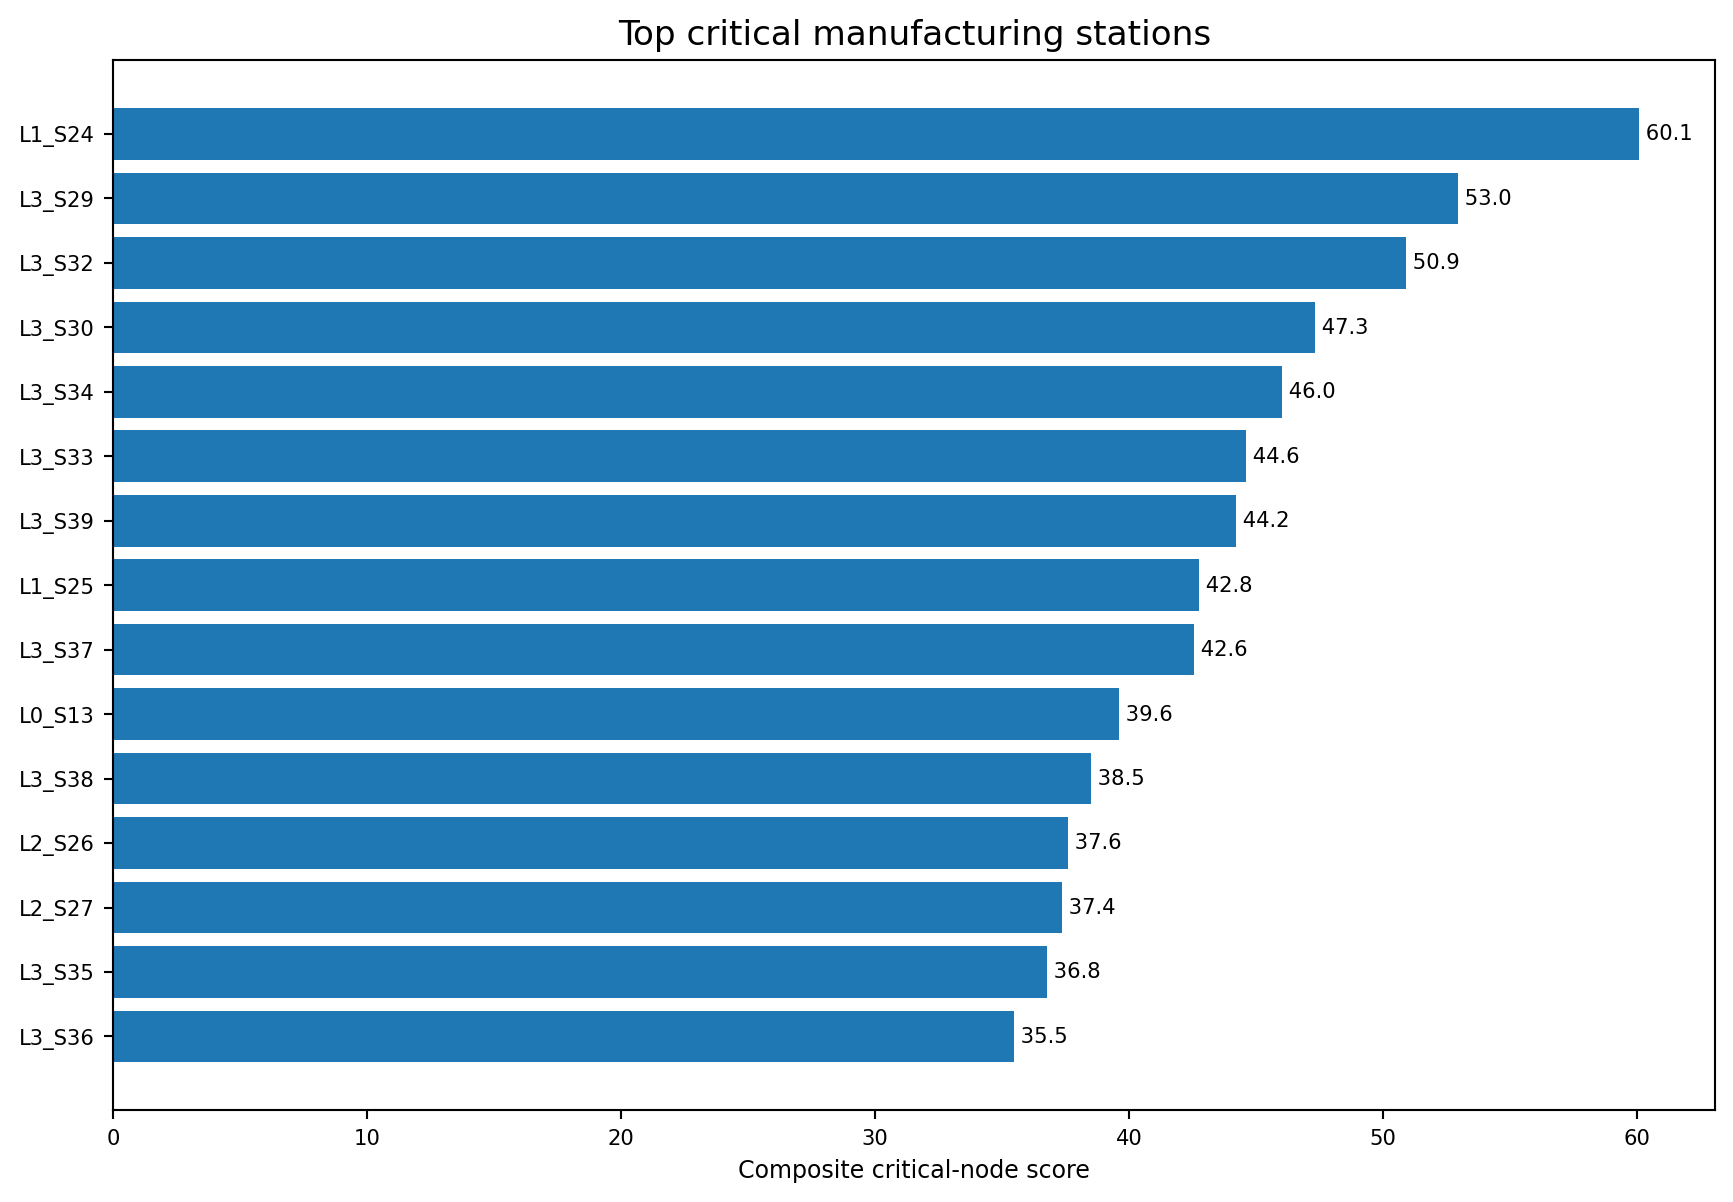 Top critical manufacturing stations
L1_S24 60.1
L3_S29 53.0
L3_S32 50.9
L3_S30 47.3
L3_S34 46.0
L3_S33 44.6
L3_S39 44.2
L1_S25 42.8
L3_S37 42.6
L0_S13 39.6
L3_S38 38.5
L2_S26 37.6
L2_S27 37.4
L3_S35 36.8
L3_S36 35.5
0 10 20 30 40 50 60
Composite critical-node score